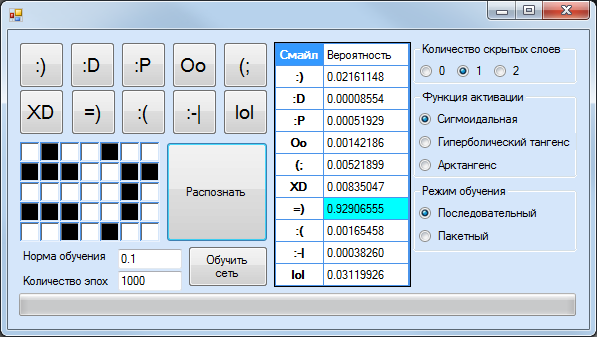 :) :D :P Oo (;
XD =) :( :-| lol
Распознать
Норма обучения 0.1
Количество эпох 1000
Обучить
сеть
Смайл Вероятность
:) 0.02161148
:D 0.00008554
:P 0.00051929
Oo 0.00142186
(; 0.00521899
XD 0.00835047
=) 0.92906555
:( 0.00165458
:-| 0.00038260
lol 0.03119926
Количество скрытых слоев
0 1 2
Функция активации
Сигмоидальная
Гиперболический тангенс
Арктангенс
Режим обучения
Последовательный
Пакетный